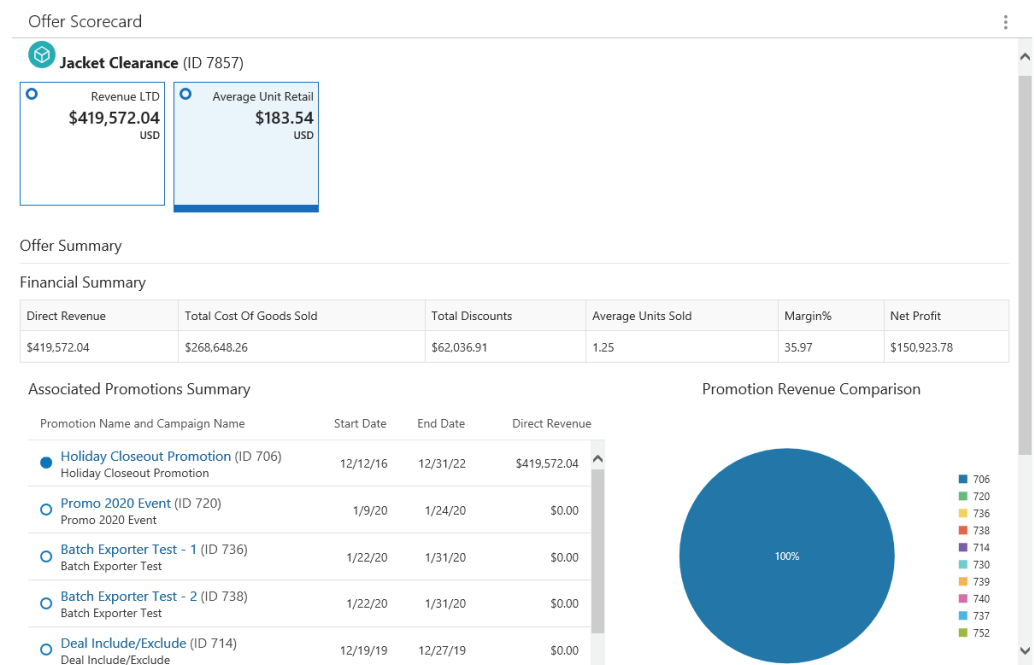 Offer Scorecard
Jacket Clearance (ID 7857)
Revenue LTD
$419,572.04
USD
Average Unit Retail
$183.54
USD
Offer Summary
Financial Summary
Direct Revenue Total Cost Of Goods Sold Total Discounts Average Units Sold Margin% Net Profit
$419,572.04 $268,648.26 $62,036.91 1.25 35.97 $150,923.78
Associated Promotions Summary
Promotion Name and Campaign Name Start Date End Date Direct Revenue
Holiday Closeout Promotion (ID 706)
Holiday Closeout Promotion
12/12/16 12/31/22 $419,572.04
Promo 2020 Event (ID 720)
Promo 2020 Event
1/9/20 1/24/20 $0.00
Batch Exporter Test - 1 (ID 736)
Batch Exporter Test
1/22/20 1/31/20 $0.00
Batch Exporter Test - 2 (ID 738)
Batch Exporter Test
1/22/20 1/31/20 $0.00
Deal Include/Exclude (ID 714)
Deal Include/Exclude
12/19/19 12/27/19 $0.00
Promotion Revenue Comparison
100%
706
720
736
738
714
730
739
740
737
752